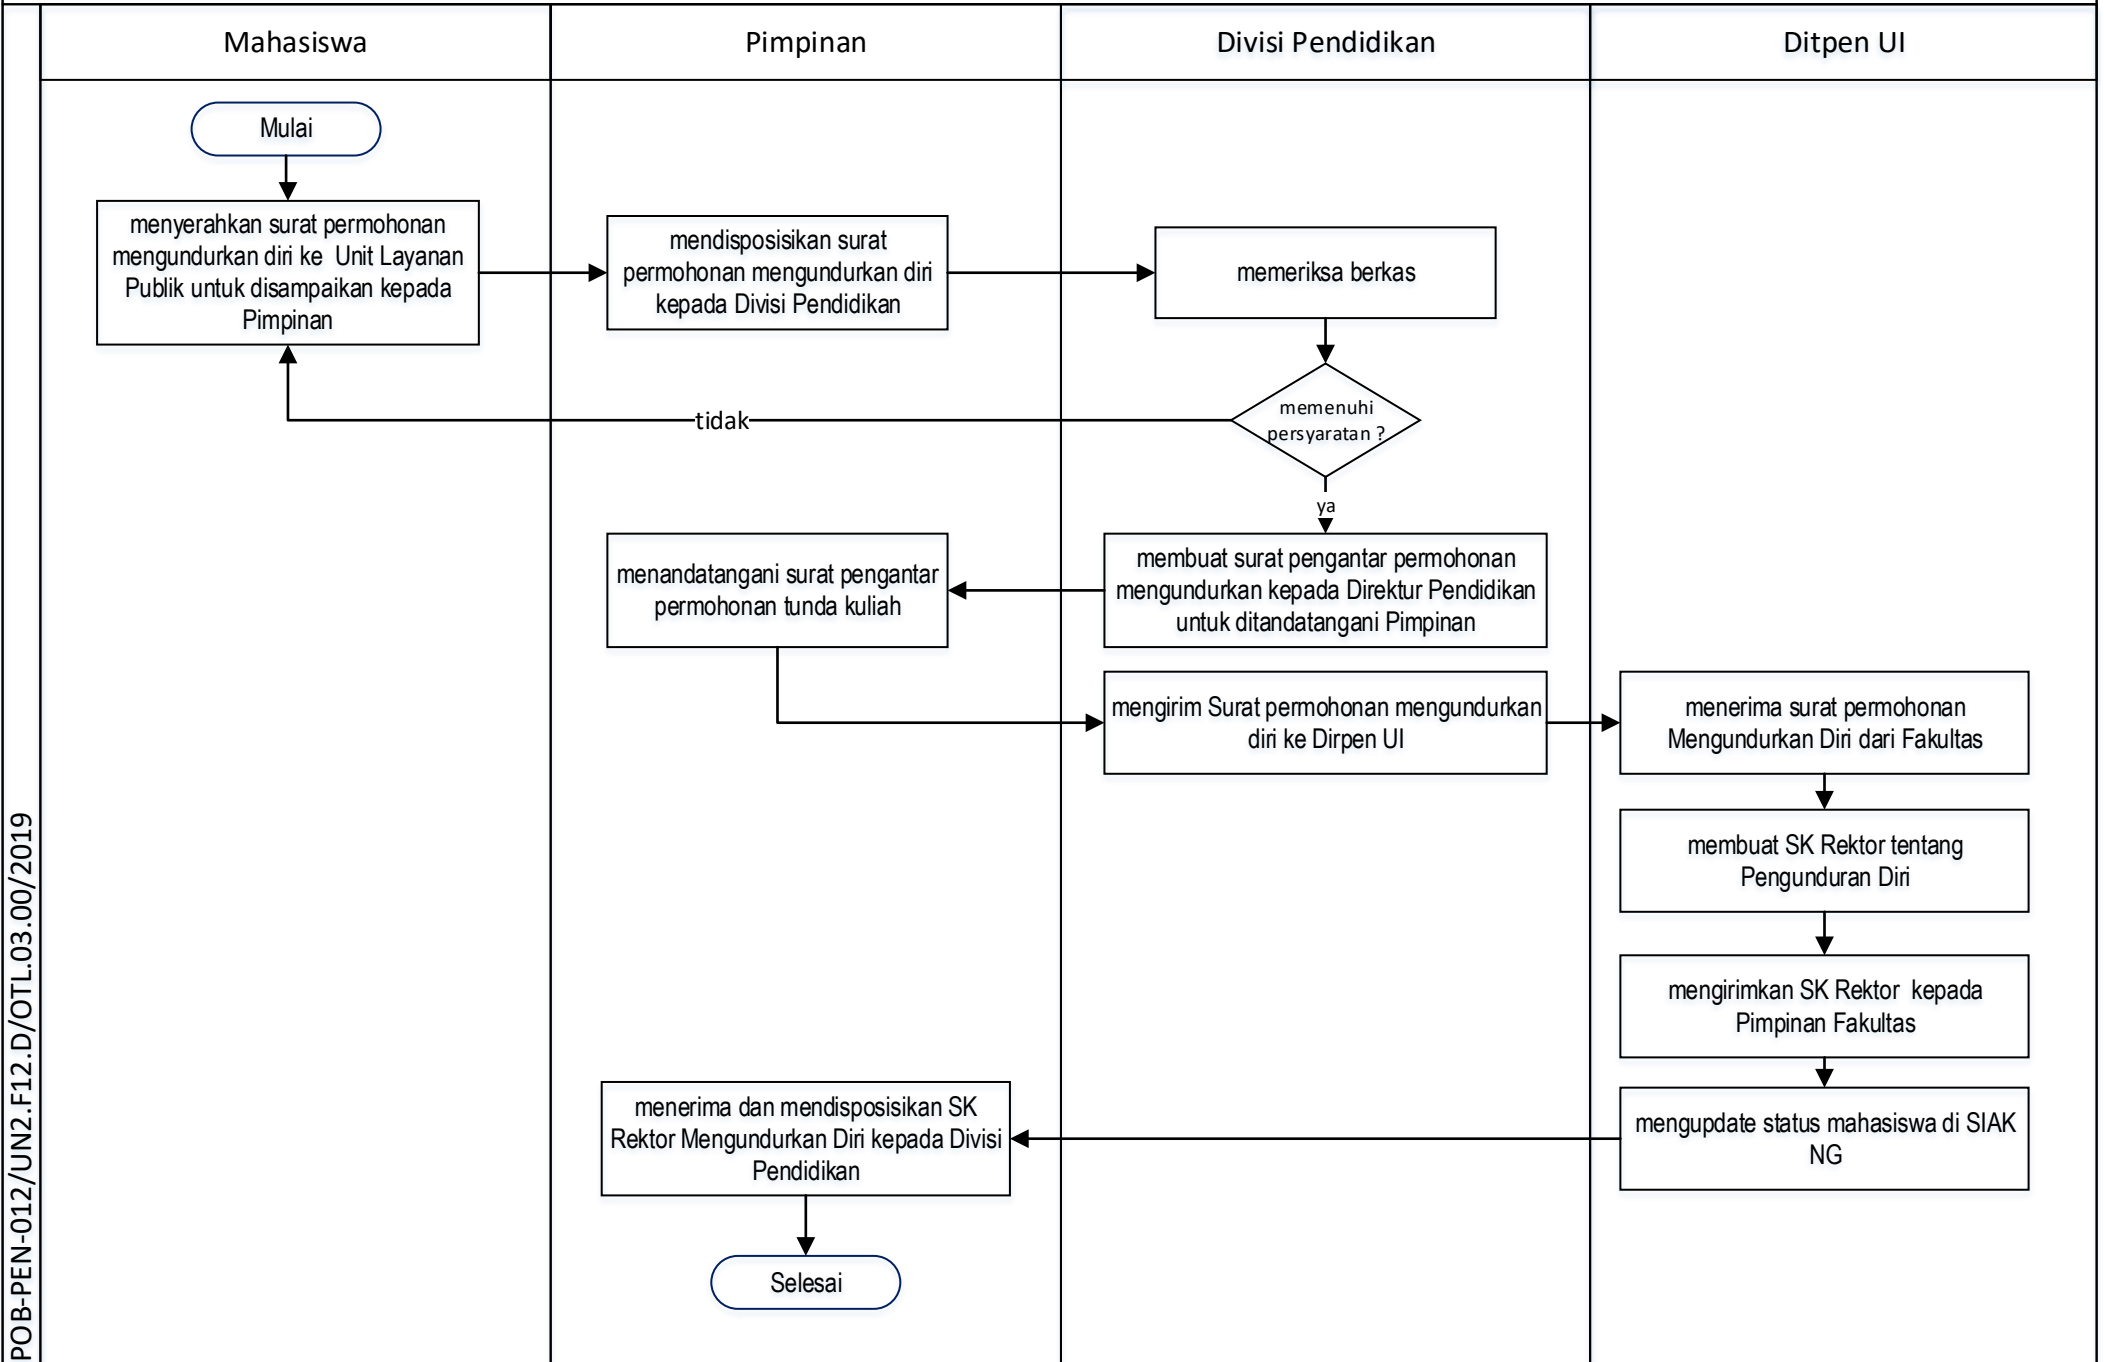 Mahasiswa
Pimpinan
Divisi Pendidikan
Ditpen UI
Mulai
menyerahkan surat permohonan
mengundurkan diri ke Unit Layanan
Publik untuk disampaikan kepada
Pimpinan
mendisposisikan surat
permohonan mengundurkan diri
kepada Divisi Pendidikan
memeriksa berkas
memenuhi
persyaratan ?
tidak
ya
membuat surat pengantar permohonan
mengundurkan kepada Direktur Pendidikan
untuk ditandatangani Pimpinan
menandatangani surat pengantar
permohonan tunda kuliah
mengirim Surat permohonan mengundurkan
diri ke Dirpen UI
menerima surat permohonan
Mengundurkan Diri dari Fakultas
membuat SK Rektor tentang
Pengunduran Diri
mengirimkan SK Rektor kepada
Pimpinan Fakultas
mengupdate status mahasiswa di SIAK
NG
menerima dan mendisposisikan SK
Rektor Mengundurkan Diri kepada Divisi
Pendidikan
Selesai
POB-PEN-012/UN2.F12.D/OTL.03.00/2019